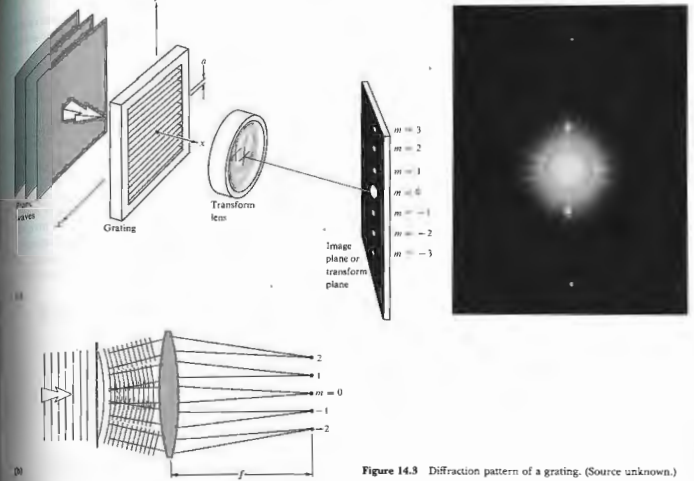 a
x
z
waves
Grating
Transform
lens
Image
plane or
transform
plane
m = 3
m = 2
m = 1
m = 0
m = −1
m = −2
m = −3
2
1
m = 0
−1
−2
f
(b)
Figure 14.3 Diffraction pattern of a grating. (Source unknown.)